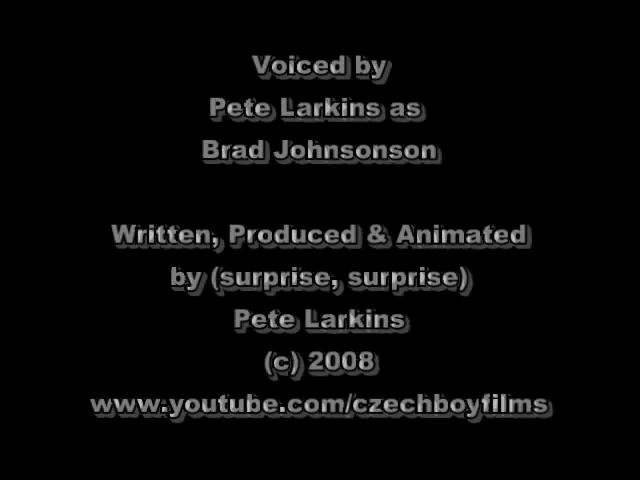 Voiced by
Pete Larkins as
Brad Johnsonson
Written, Produced & Animated
by (surprise, surprise)
Pete Larkins
(c) 2008
www.youtube.com/czechboyfilms